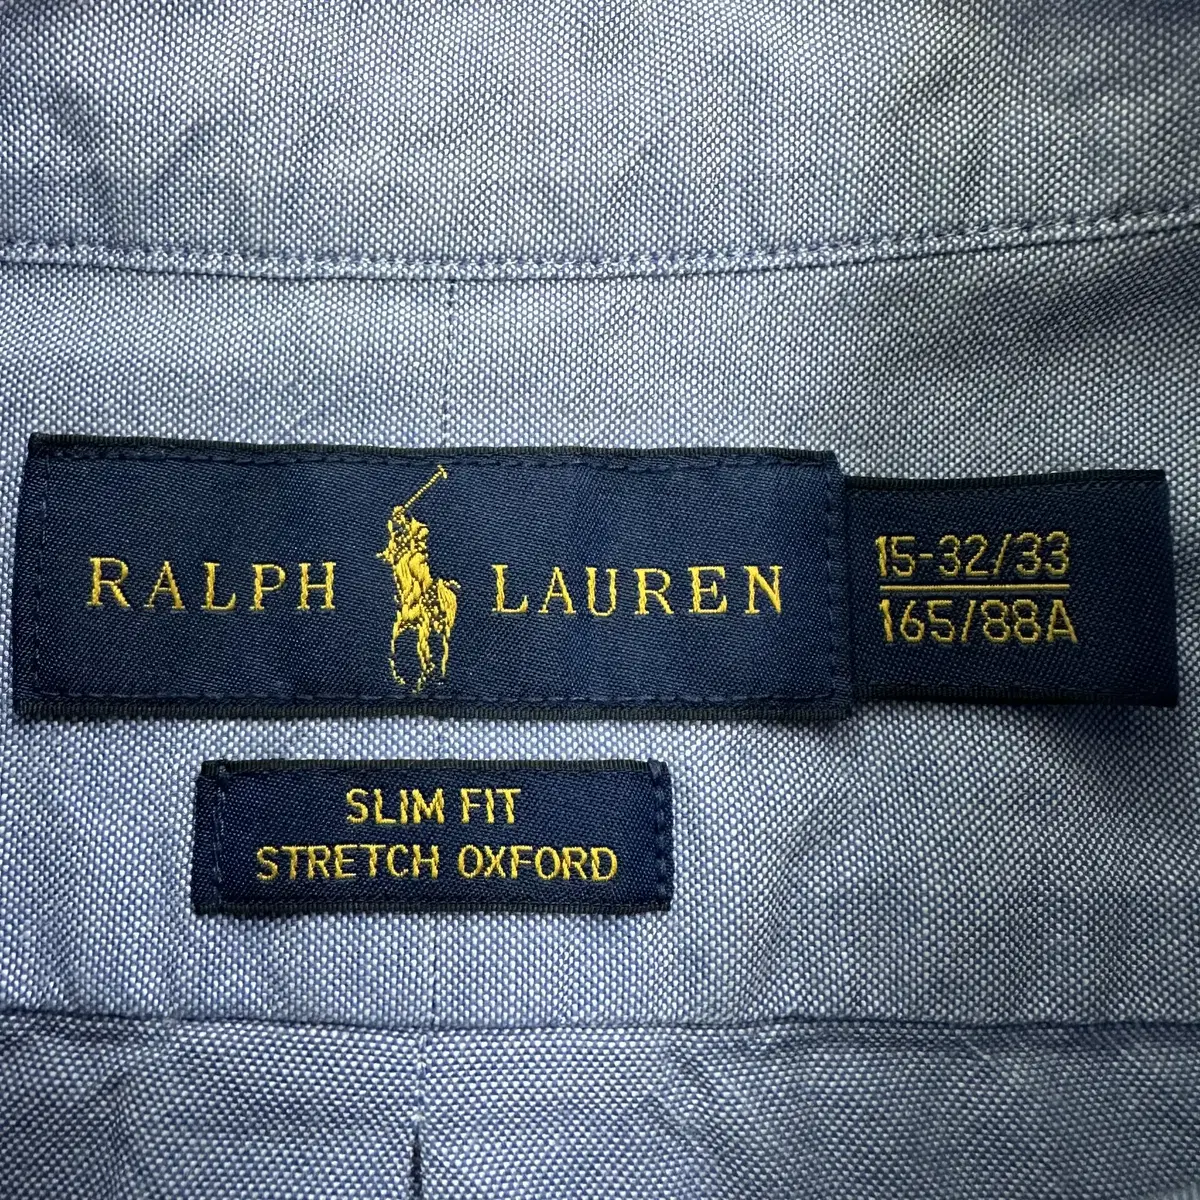 RALPH LAUREN
15-32/33
165/88A
SLIM FIT
STRETCH OXFORD